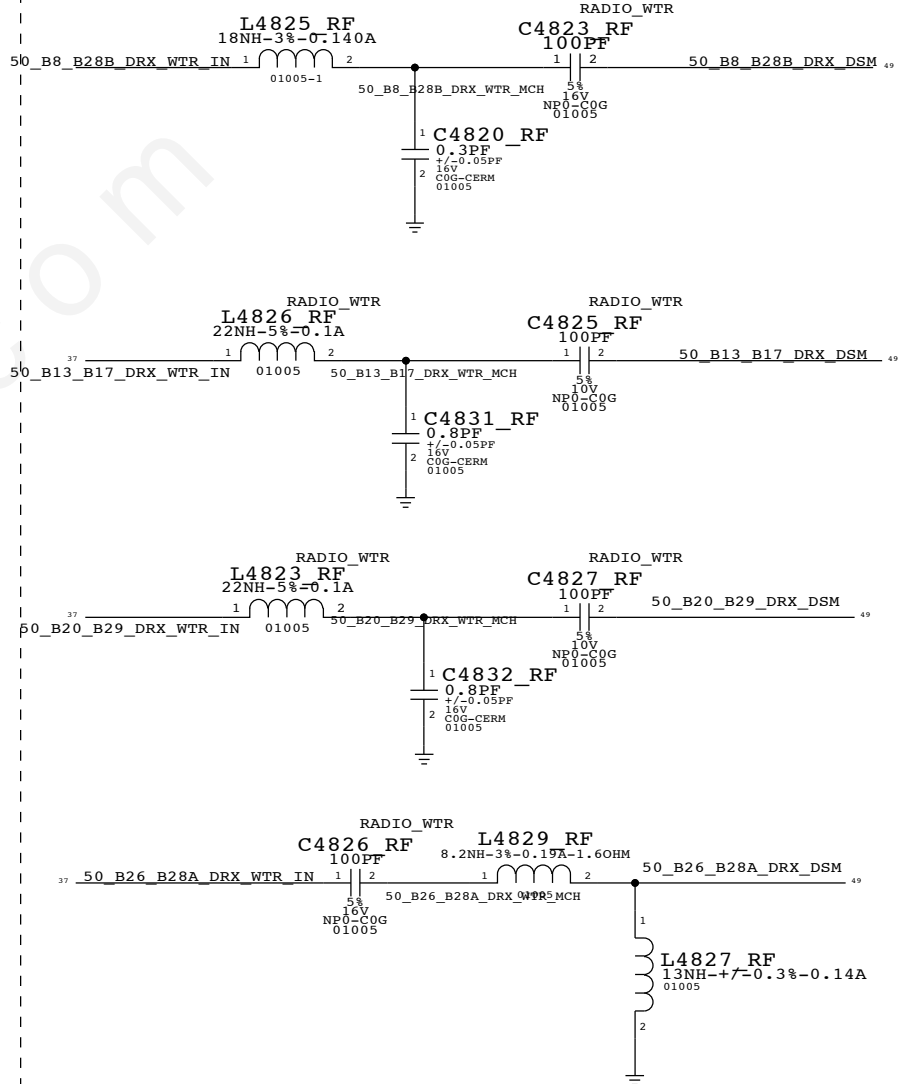 RADIO_WTR
L4825_RF
18NH-3%-0.140A
C4823_RF
100PF
50_B8_B28B_DRX_WTR_IN
1
2
01005-1
1
2
50_B8_B28B_DRX_DSM
49
50_B8_B28B_DRX_WTR_MCH
5%
16V
NP0-C0G
01005
1
C4820_RF
0.3PF
+/-0.05PF
16V
2
C0G-CERM
01005
om
RADIO_WTR
RADIO_WTR
L4826_RF
22NH-5%-0.1A
C4825_RF
100PF
37
1
2
1
2
50_B13_B17_DRX_DSM
49
50_B13_B17_DRX_WTR_IN
01005
50_B13_B17_DRX_WTR_MCH
5%
10V
NP0-C0G
01005
1
C4831_RF
0.8PF
+/-0.05PF
16V
2
C0G-CERM
01005
RADIO_WTR
RADIO_WTR
L4823_RF
22NH-5%-0.1A
C4827_RF
100PF
37
1
2
1
2
50_B20_B29_DRX_DSM
49
50_B20_B29_DRX_WTR_IN
01005
50_B20_B29_DRX_WTR_MCH
5%
10V
NP0-C0G
01005
1
C4832_RF
0.8PF
+/-0.05PF
16V
2
C0G-CERM
01005
RADIO_WTR
C4826_RF
100PF
L4829_RF
8.2NH-3%-0.19A-1.6OHM
37
50_B26_B28A_DRX_WTR_IN
1
2
1
2
50_B26_B28A_DRX_DSM
49
50_B26_B28A_DRX_WTR_MCH
01005
5%
16V
NP0-C0G
01005
1
L4827_RF
13NH-+/-0.3%-0.14A
01005
2